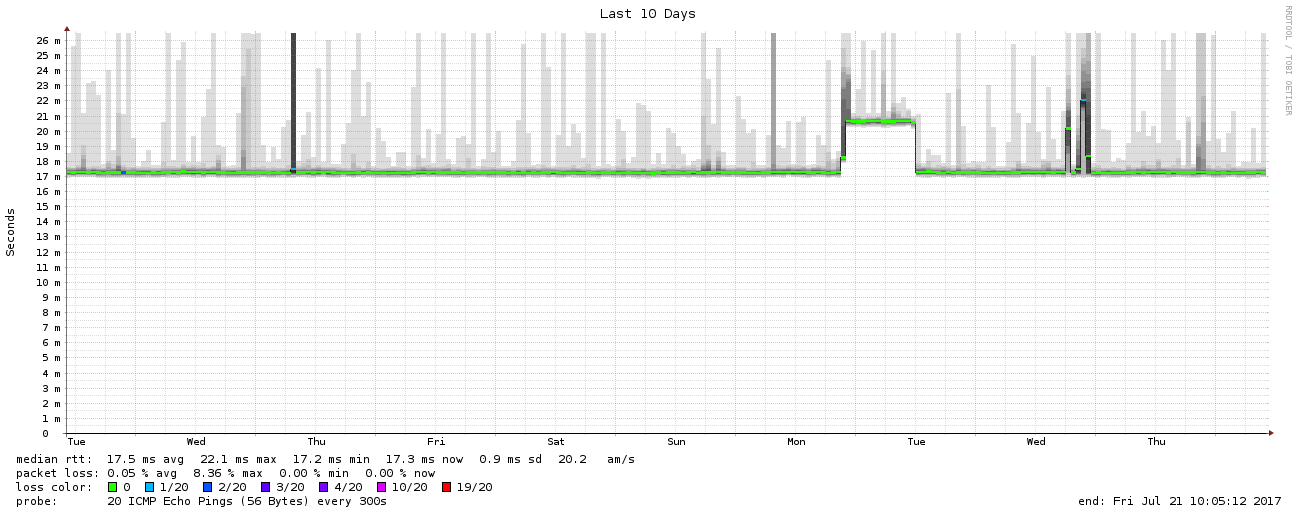 Last 10 Days
RRDTOOL / TOBI OETIKER
26 m
25 m
24 m
23 m
22 m
21 m
20 m
19 m
18 m
17 m
16 m
15 m
14 m
13 m
12 m
11 m
10 m
9 m
8 m
7 m
6 m
5 m
4 m
3 m
2 m
1 m
0
Seconds
Tue Wed Thu Fri Sat Sun Mon Tue Wed Thu
median rtt: 17.5 ms avg 22.1 ms max 17.2 ms min 17.3 ms now 0.9 ms sd 20.2 am/s
packet loss: 0.05 % avg 8.36 % max 0.00 % min 0.00 % now
loss color: 0 1/20 2/20 3/20 4/20 10/20 19/20
probe: 20 ICMP Echo Pings (56 Bytes) every 300s end: Fri Jul 21 10:05:12 2017